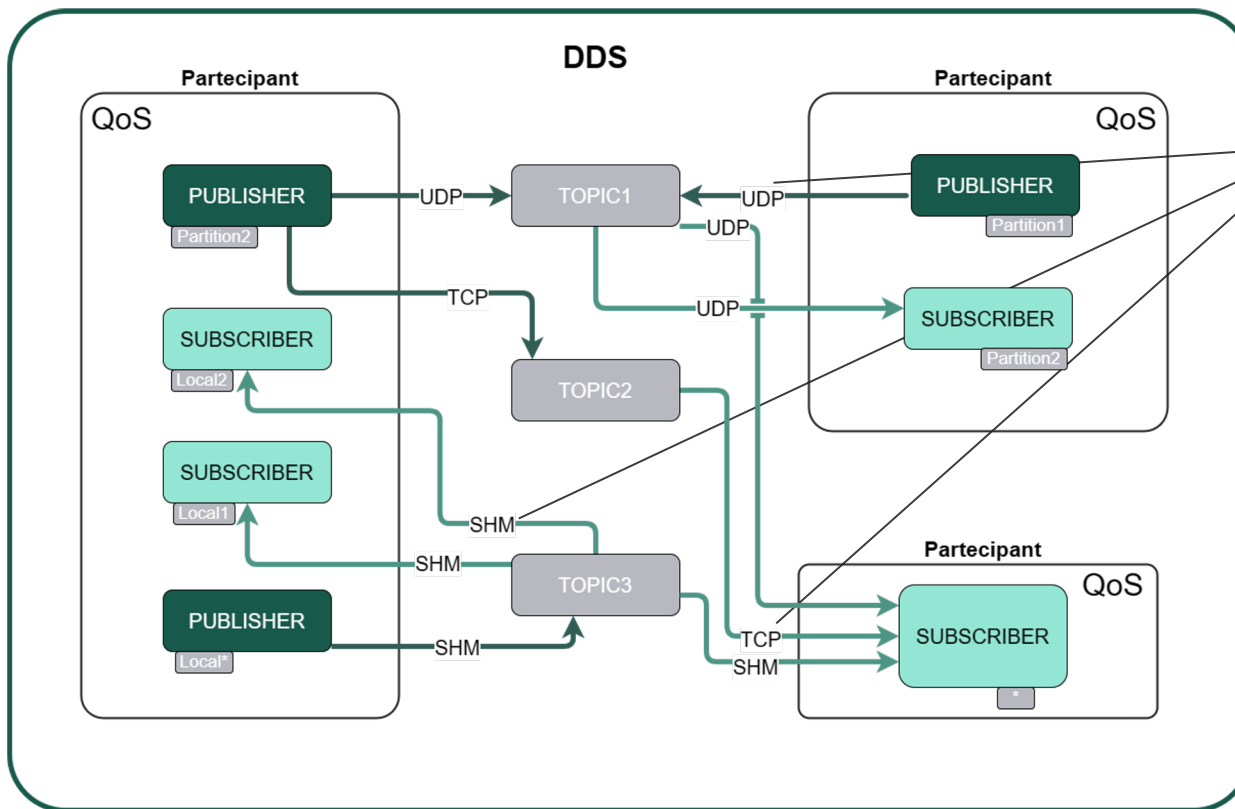 DDS
Partecipant
QoS
PUBLISHER
Partition2
SUBSCRIBER
Local2
SUBSCRIBER
Local1
PUBLISHER
Local*
UDP
TCP
SHM
SHM
SHM
TOPIC1
TOPIC2
TOPIC3
UDP
UDP
UDP
TCP
SHM
Partecipant
QoS
PUBLISHER
Partition1
SUBSCRIBER
Partition2
Partecipant
QoS
SUBSCRIBER
*